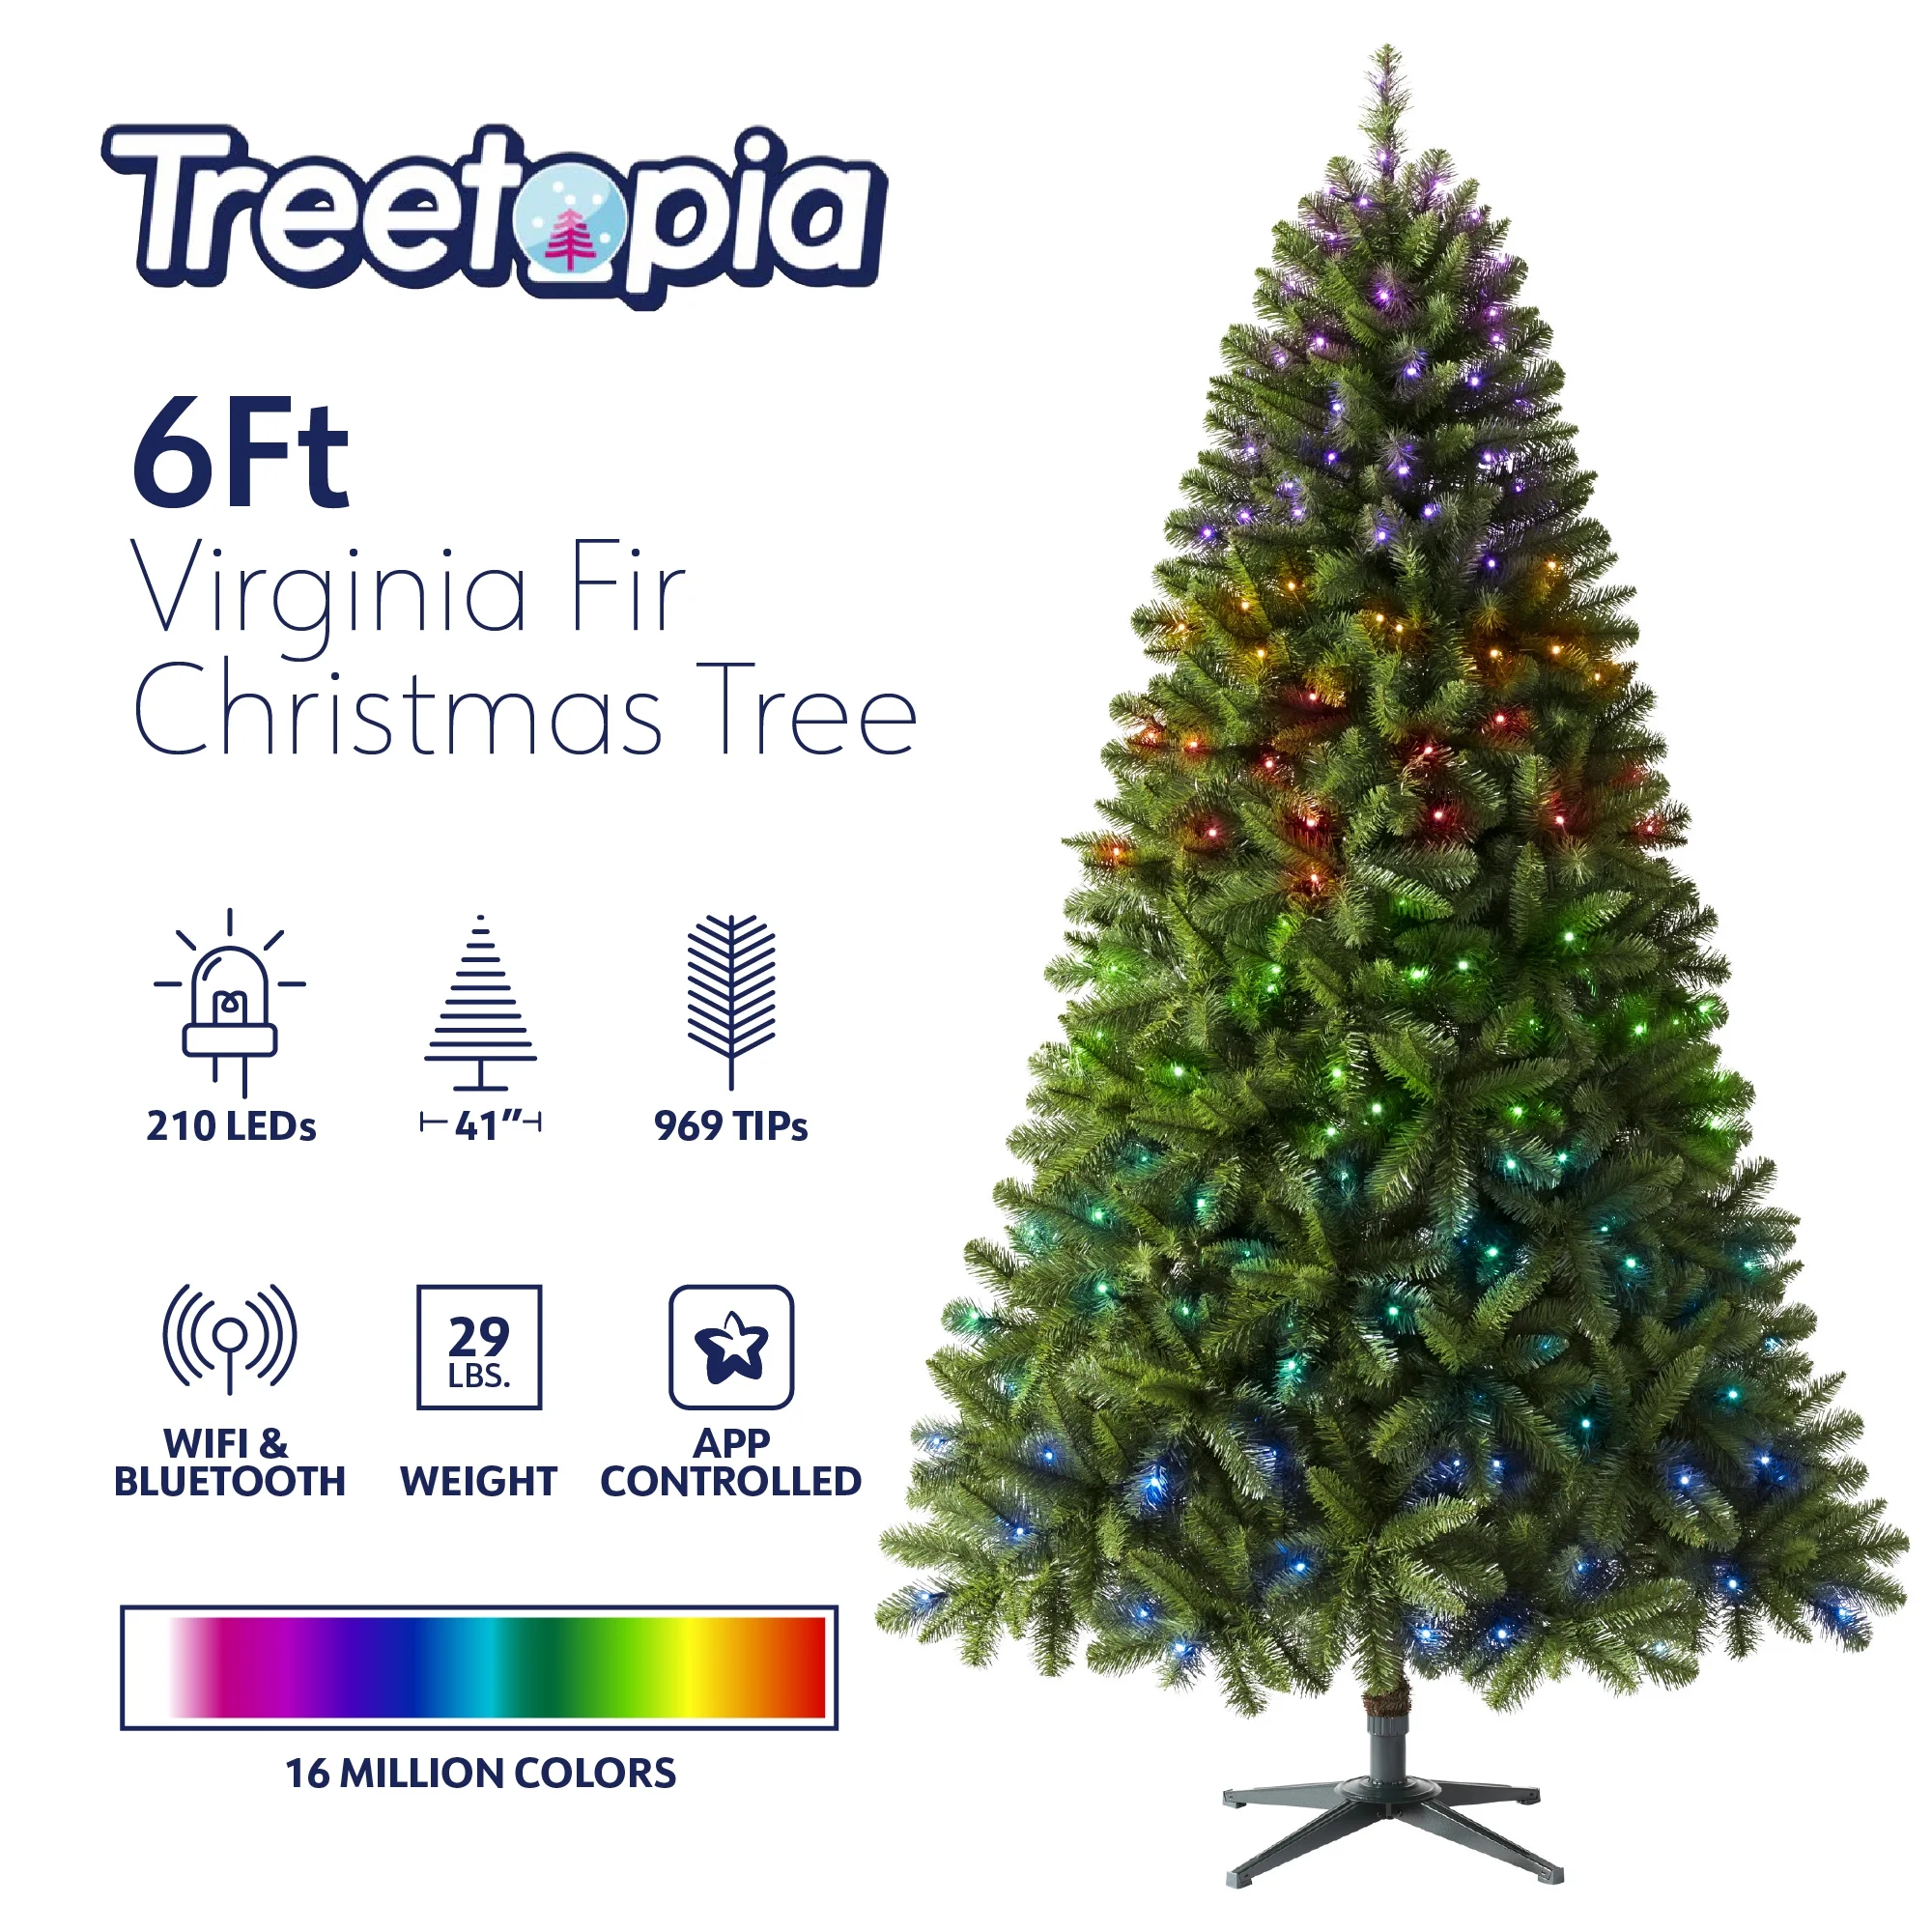 Treetopia
6Ft
Virginia Fir
Christmas Tree
210 LEDs
41″
969 TIPs
29
LBS.
WIFI &
BLUETOOTH
WEIGHT
APP
CONTROLLED
16 MILLION COLORS